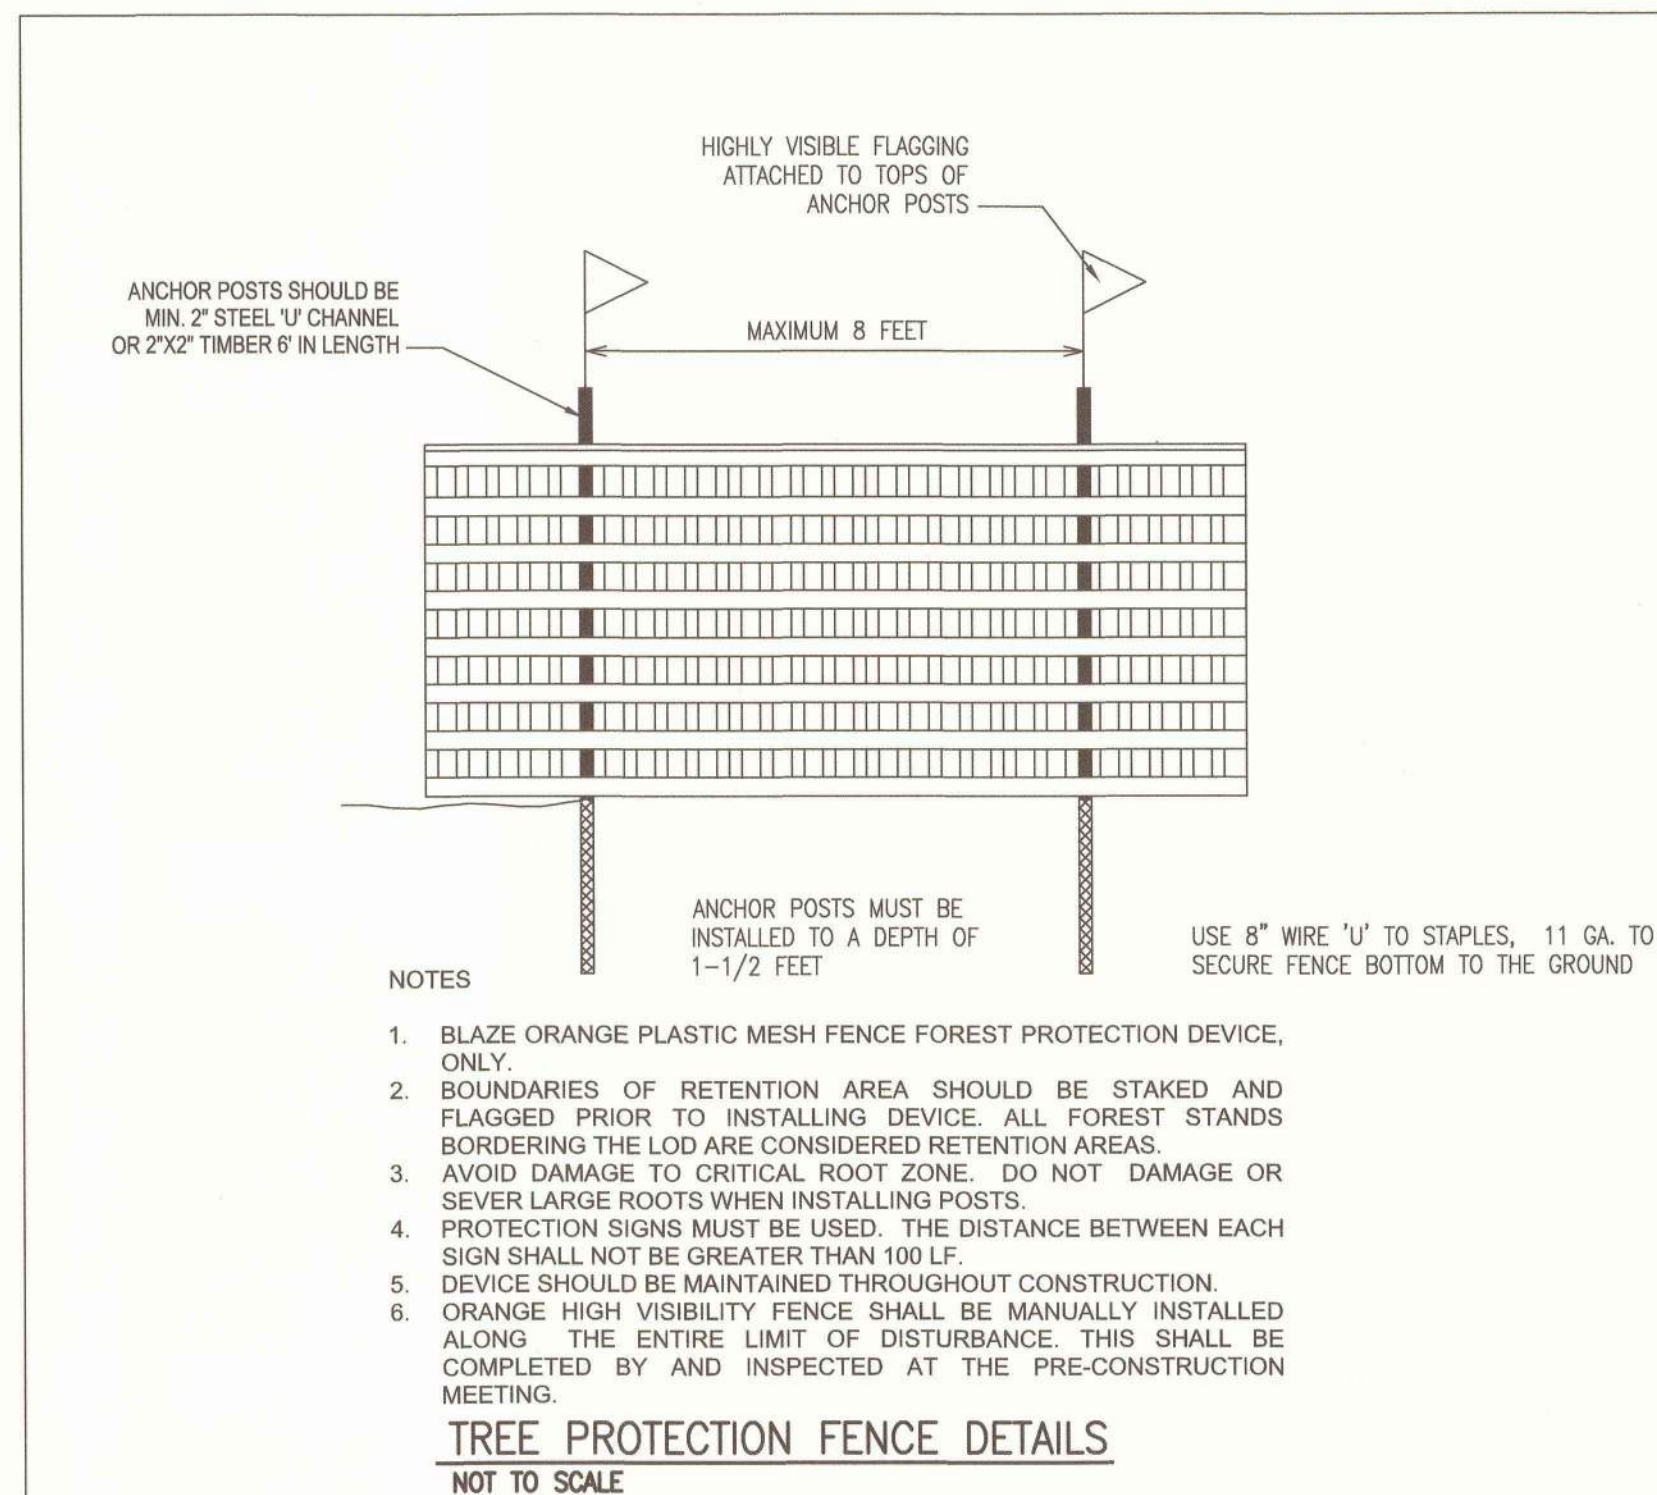 HIGHLY VISIBLE FLAGGING
ATTACHED TO TOPS OF
ANCHOR POSTS
ANCHOR POSTS SHOULD BE
MIN. 2" STEEL 'U' CHANNEL
OR 2"X2" TIMBER 6' IN LENGTH
MAXIMUM 8 FEET
ANCHOR POSTS MUST BE
INSTALLED TO A DEPTH OF
1-1/2 FEET
USE 8" WIRE 'U' TO STAPLES, 11 GA. TO
SECURE FENCE BOTTOM TO THE GROUND
NOTES
1. BLAZE ORANGE PLASTIC MESH FENCE FOREST PROTECTION DEVICE,
ONLY.
2. BOUNDARIES OF RETENTION AREA SHOULD BE STAKED AND
FLAGGED PRIOR TO INSTALLING DEVICE. ALL FOREST STANDS
BORDERING THE LOD ARE CONSIDERED RETENTION AREAS.
3. AVOID DAMAGE TO CRITICAL ROOT ZONE. DO NOT DAMAGE OR
SEVER LARGE ROOTS WHEN INSTALLING POSTS.
4. PROTECTION SIGNS MUST BE USED. THE DISTANCE BETWEEN EACH
SIGN SHALL NOT BE GREATER THAN 100 LF.
5. DEVICE SHOULD BE MAINTAINED THROUGHOUT CONSTRUCTION.
6. ORANGE HIGH VISIBILITY FENCE SHALL BE MANUALLY INSTALLED
ALONG THE ENTIRE LIMIT OF DISTURBANCE. THIS SHALL BE
COMPLETED BY AND INSPECTED AT THE PRE-CONSTRUCTION
MEETING.
TREE PROTECTION FENCE DETAILS
NOT TO SCALE